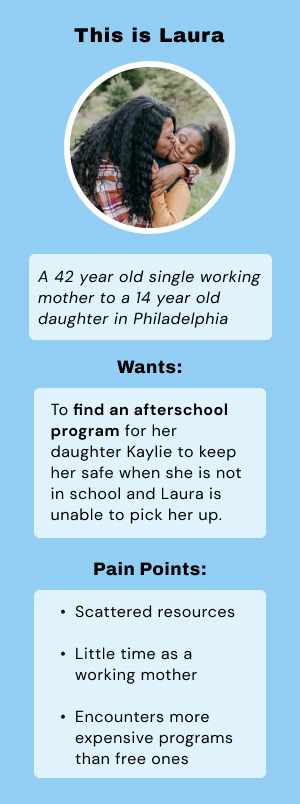 This is Laura
A 42 year old single working
mother to a 14 year old
daughter in Philadelphia
Wants:
To find an afterschool
program for her
daughter Kaylie to keep
her safe when she is not
in school and Laura is
unable to pick her up.
Pain Points:
• Scattered resources
• Little time as a
working mother
• Encounters more
expensive programs
than free ones